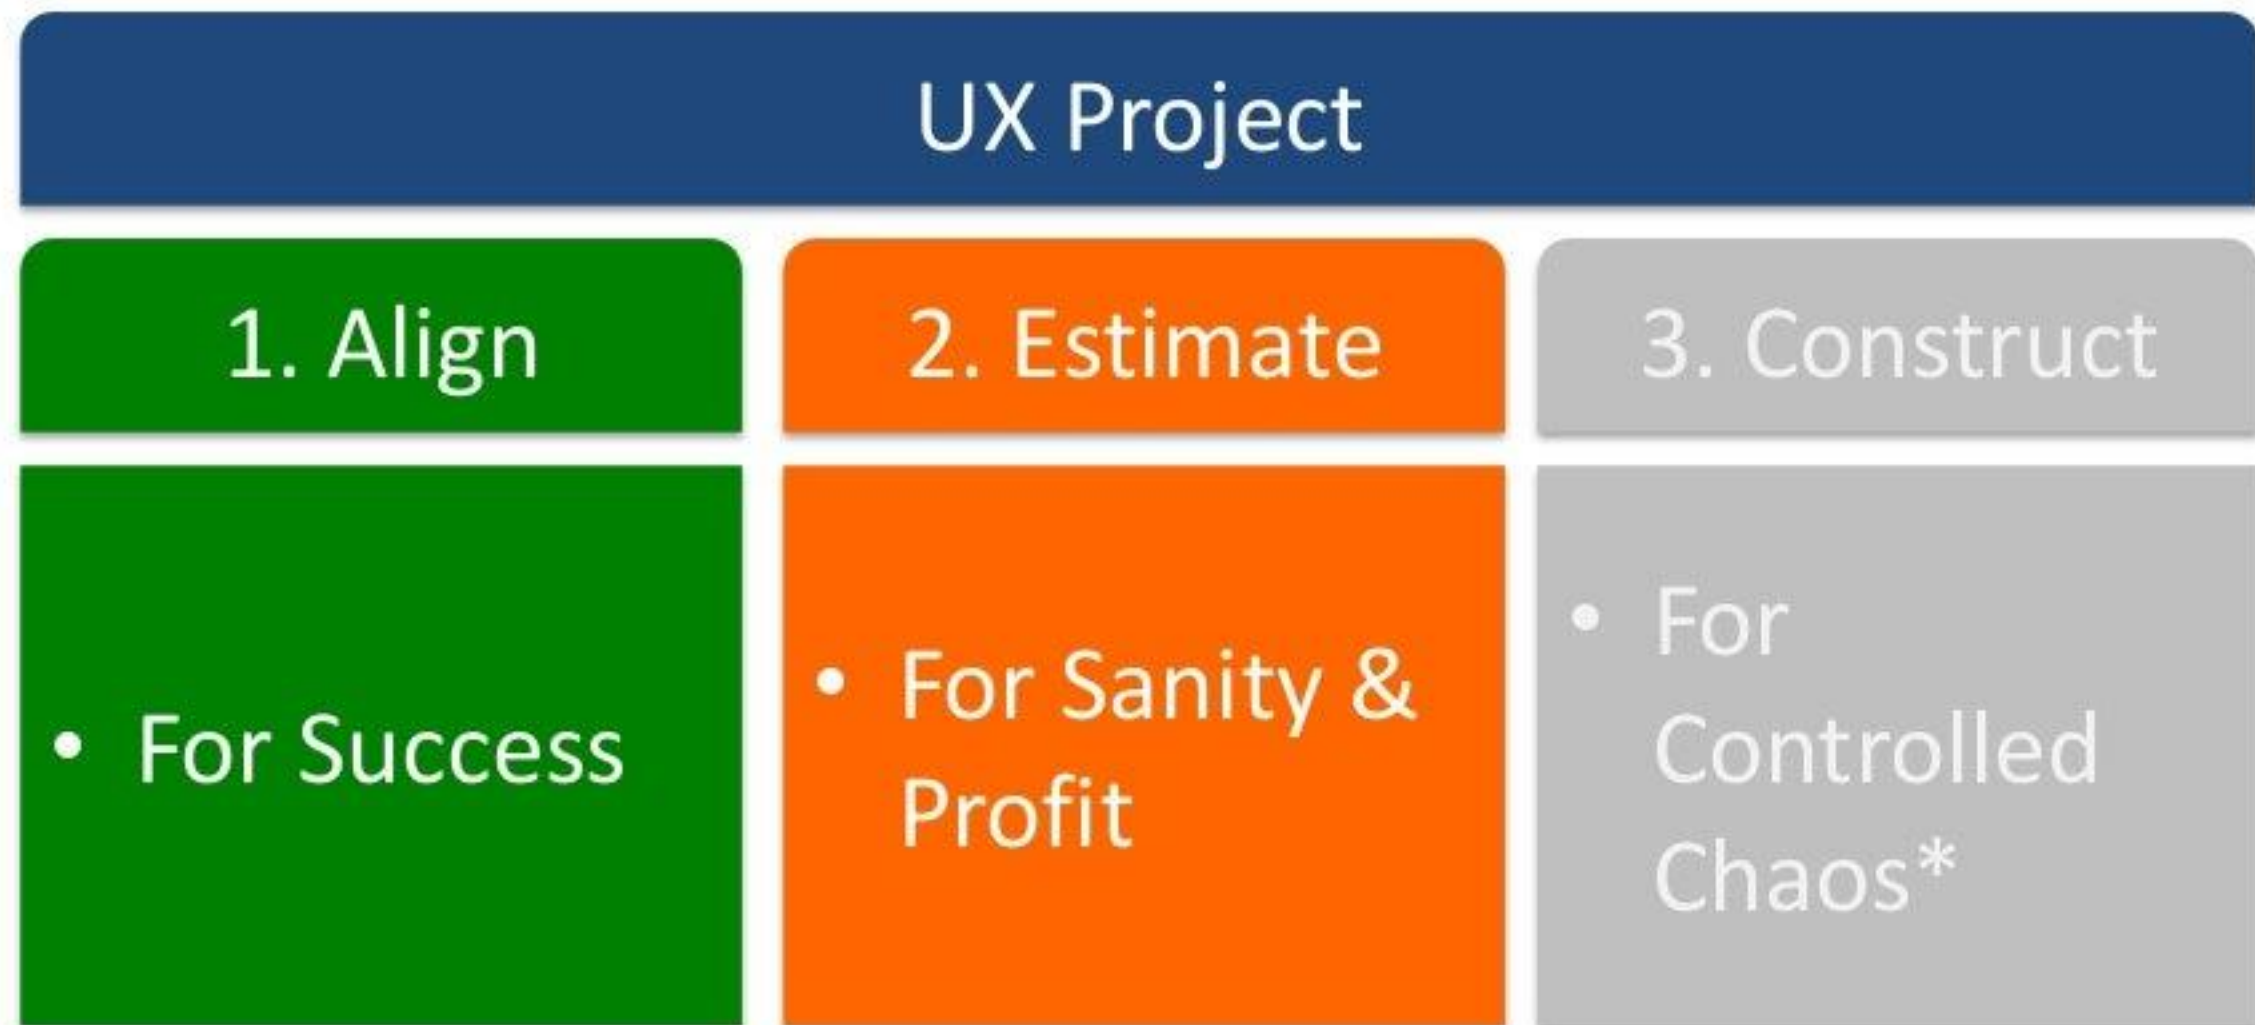 UX Project
1. Align
2. Estimate
3. Construct
• For Success
• For Sanity &
Profit
• For
Controlled
Chaos*